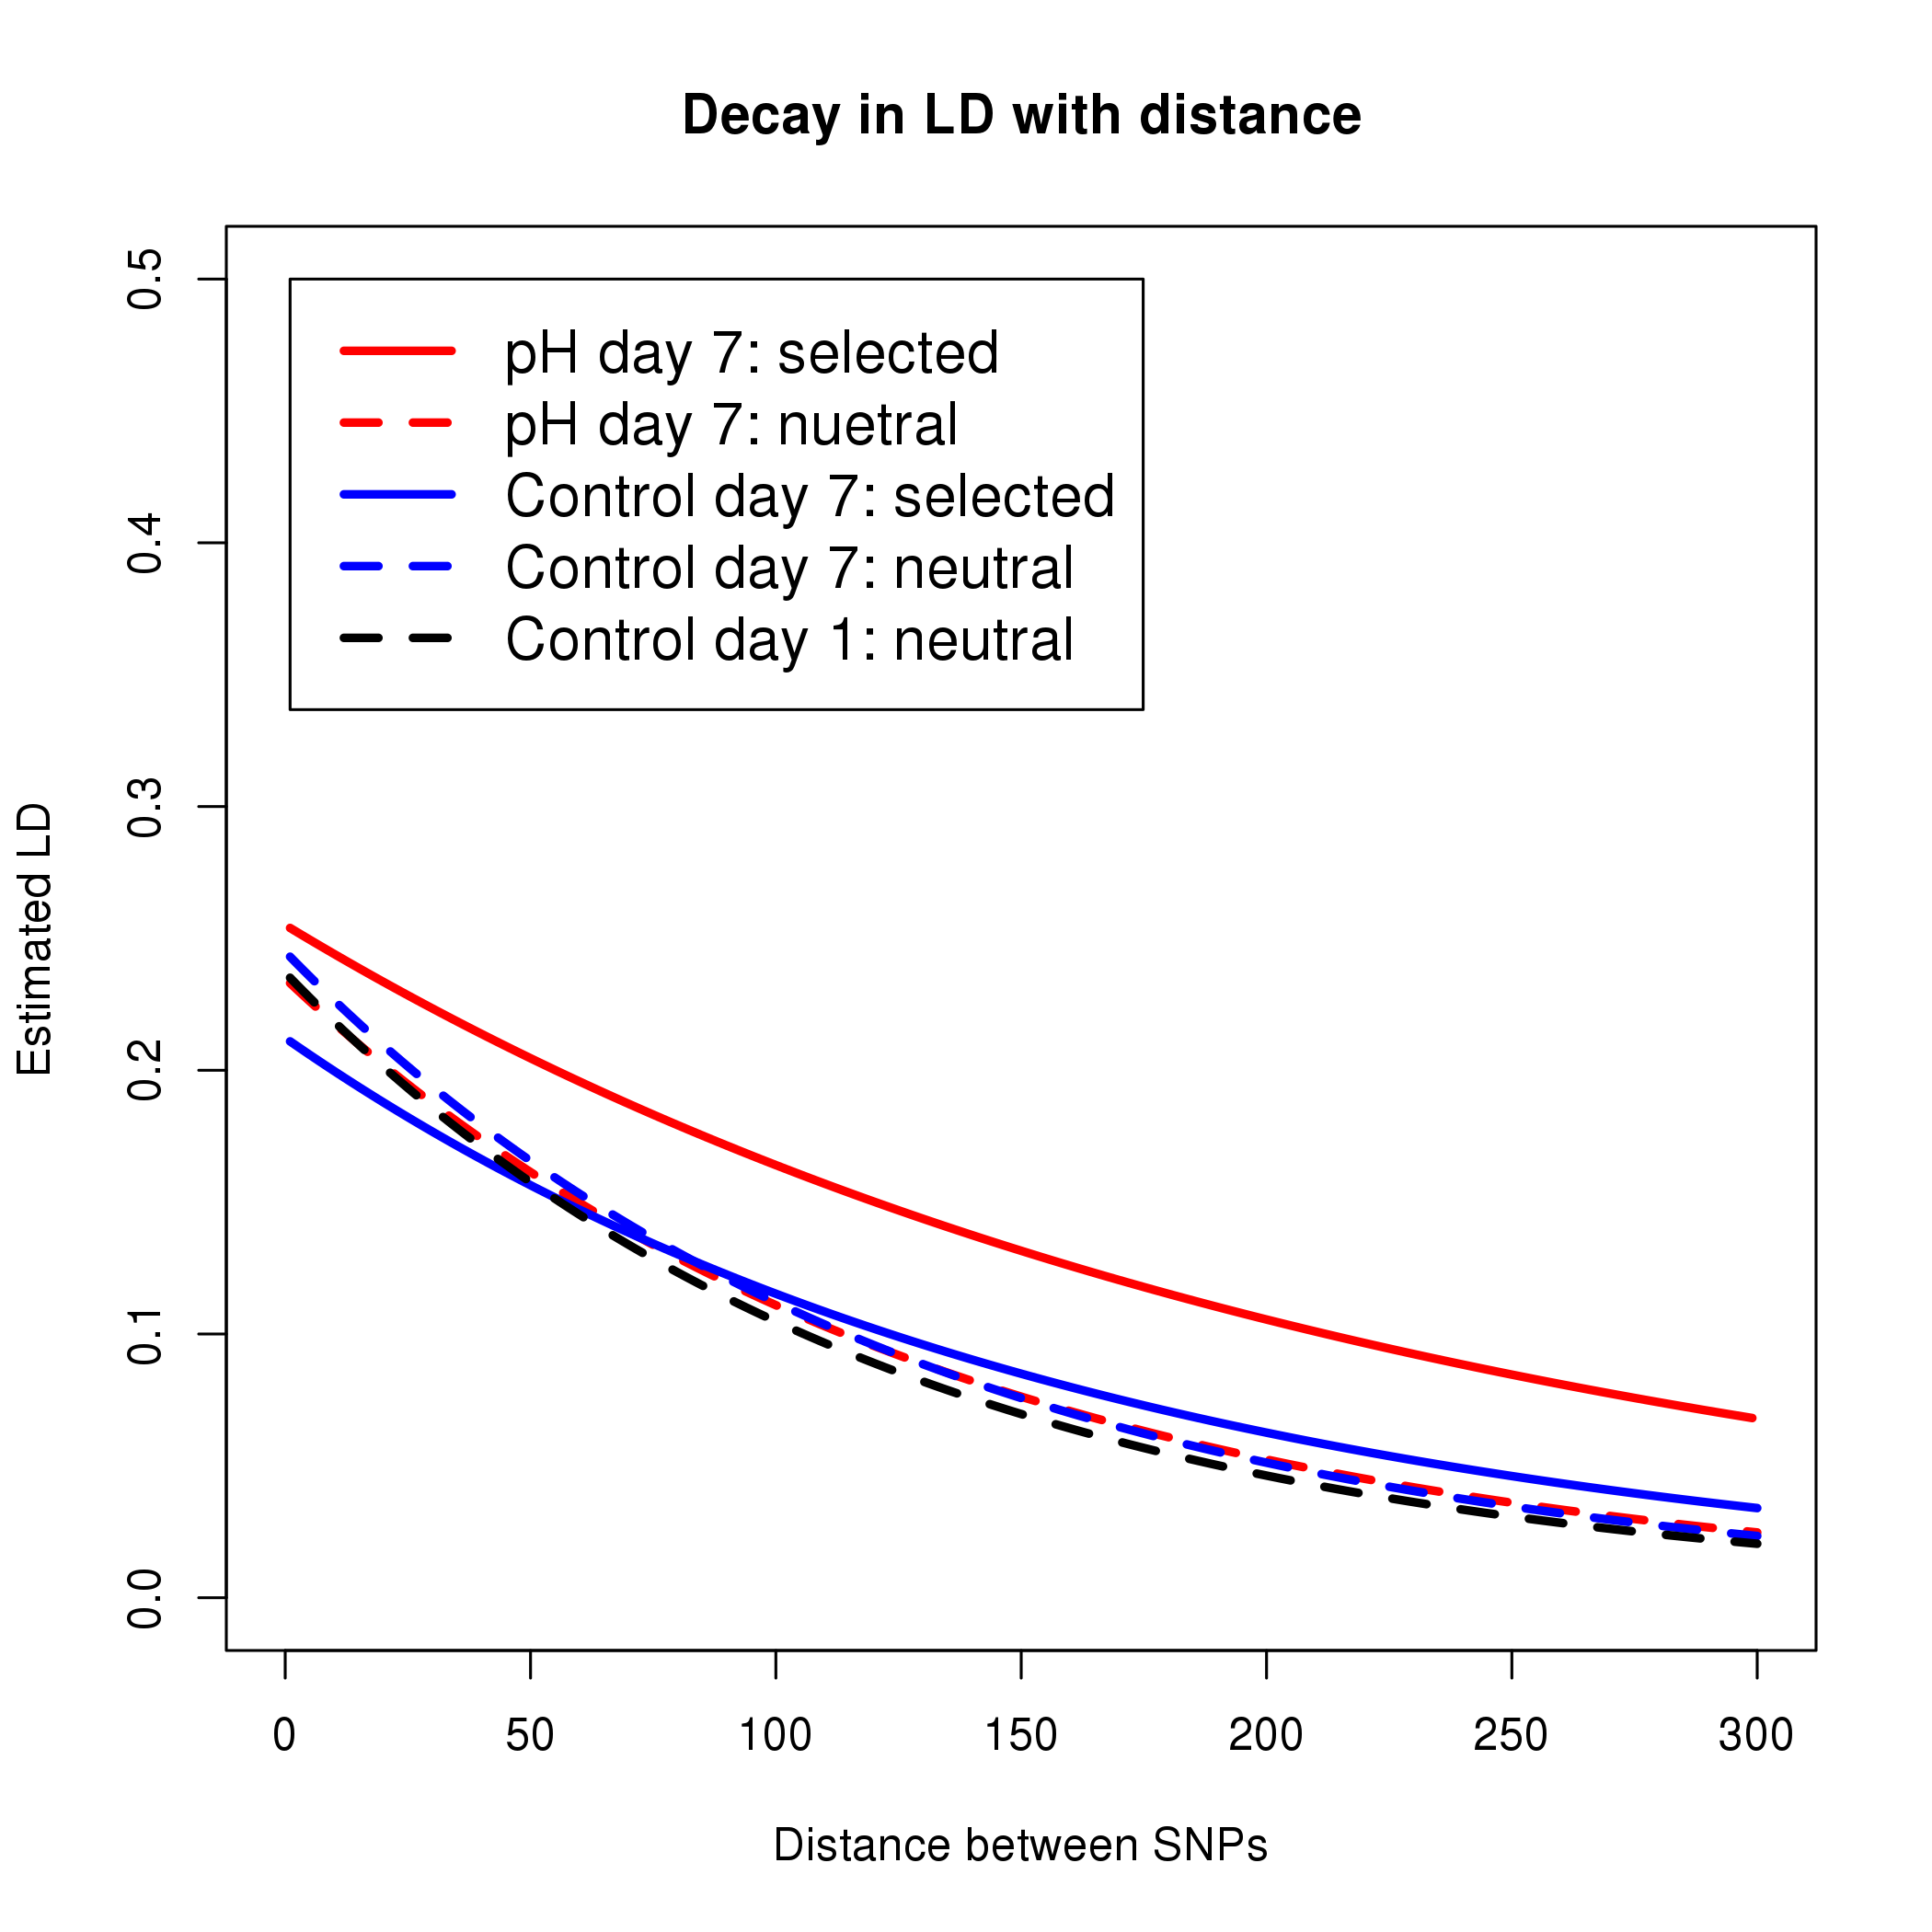 Decay in LD with distance
pH day 7: selected
pH day 7: nuetral
Control day 7: selected
Control day 7: neutral
Control day 1: neutral
Estimated LD
0.5
0.4
0.3
0.2
0.1
0.0
0 50 100 150 200 250 300
Distance between SNPs